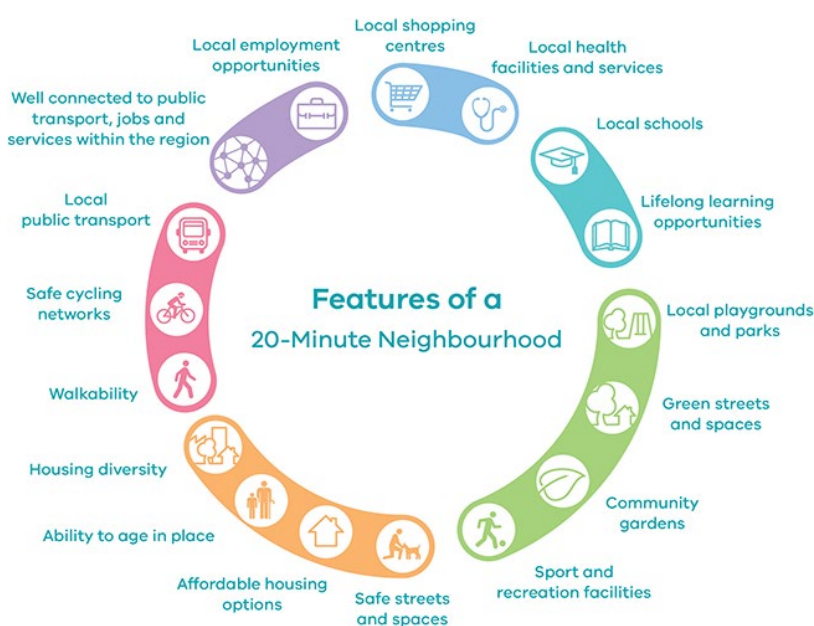 Local shopping
centres
Local health
facilities and services
Local schools
Lifelong learning
opportunities
Local playgrounds
and parks
Green streets
and spaces
Community
gardens
Sport and
recreation facilities
Safe streets
and spaces
Affordable housing
options
Ability to age in place
Housing diversity
Walkability
Safe cycling
networks
Local
public transport
Well connected to public
transport, jobs and
services within the region
Local employment
opportunities
Features of a
20-Minute Neighbourhood